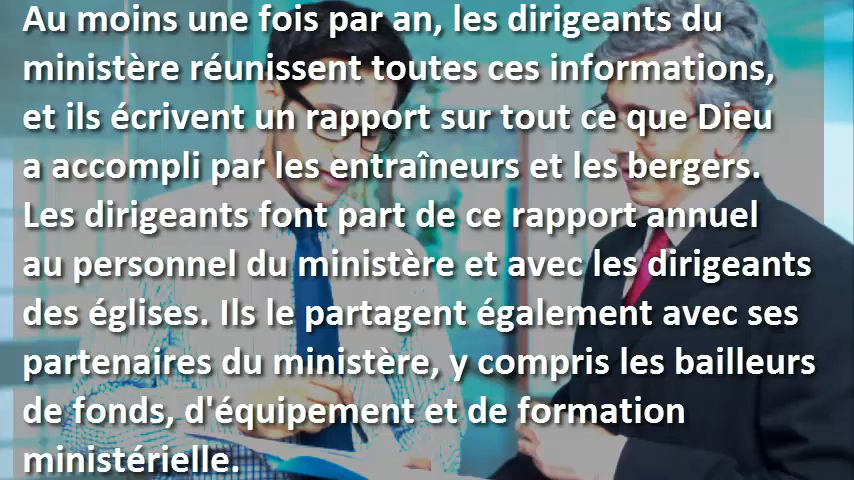 Au moins une fois par an, les dirigeants du
ministère réunissent toutes ces informations,
et ils écrivent un rapport sur tout ce que Dieu
a accompli par les entraîneurs et les bergers.
Les dirigeants font part de ce rapport annuel
au personnel du ministère et avec les dirigeants
des églises. Ils le partagent également avec ses
partenaires du ministère, y compris les bailleurs
de fonds, d'équipement et de formation
ministérielle.